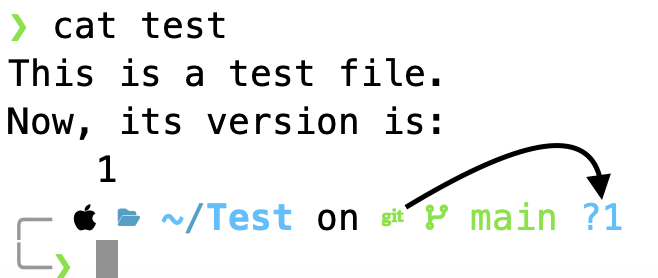 ❯ cat test
This is a test file.
Now, its version is:
    1
~/Test on git main ?1
❯